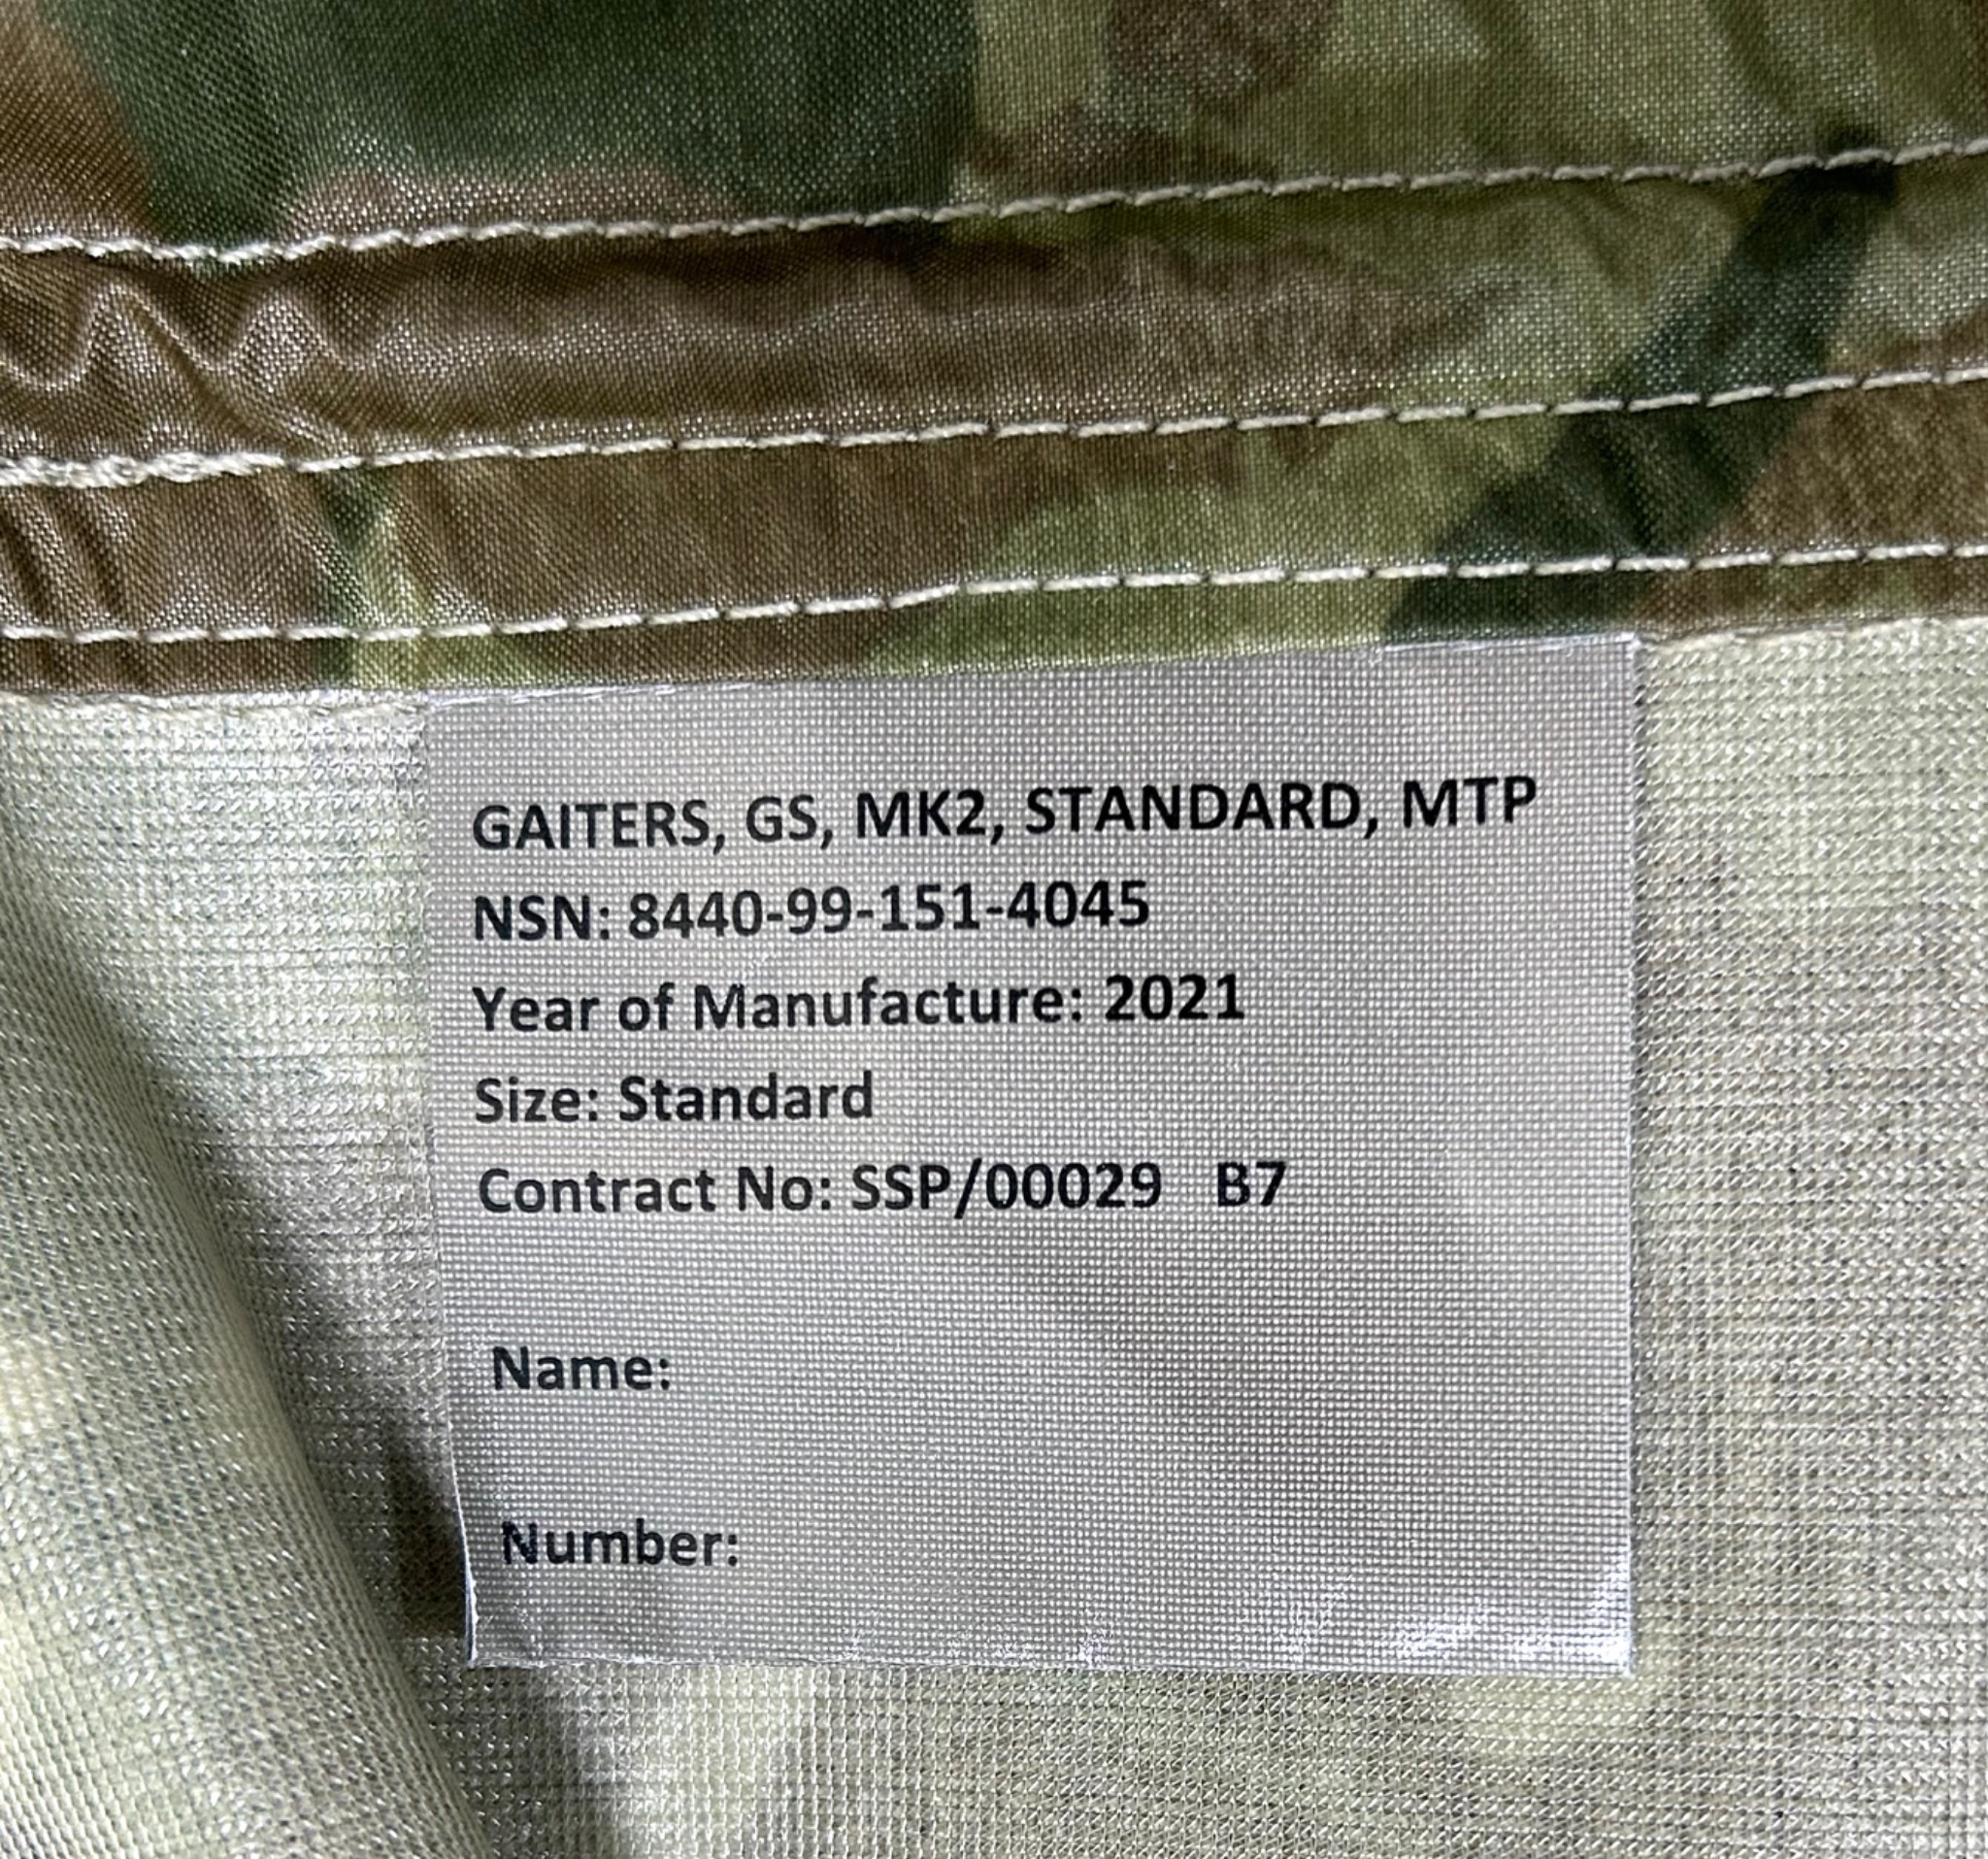 GAITERS, GS, MK2, STANDARD, MTP
NSN: 8440-99-151-4045
Year of Manufacture: 2021
Size: Standard
Contract No: SSP/00029 B7
Name:
Number: